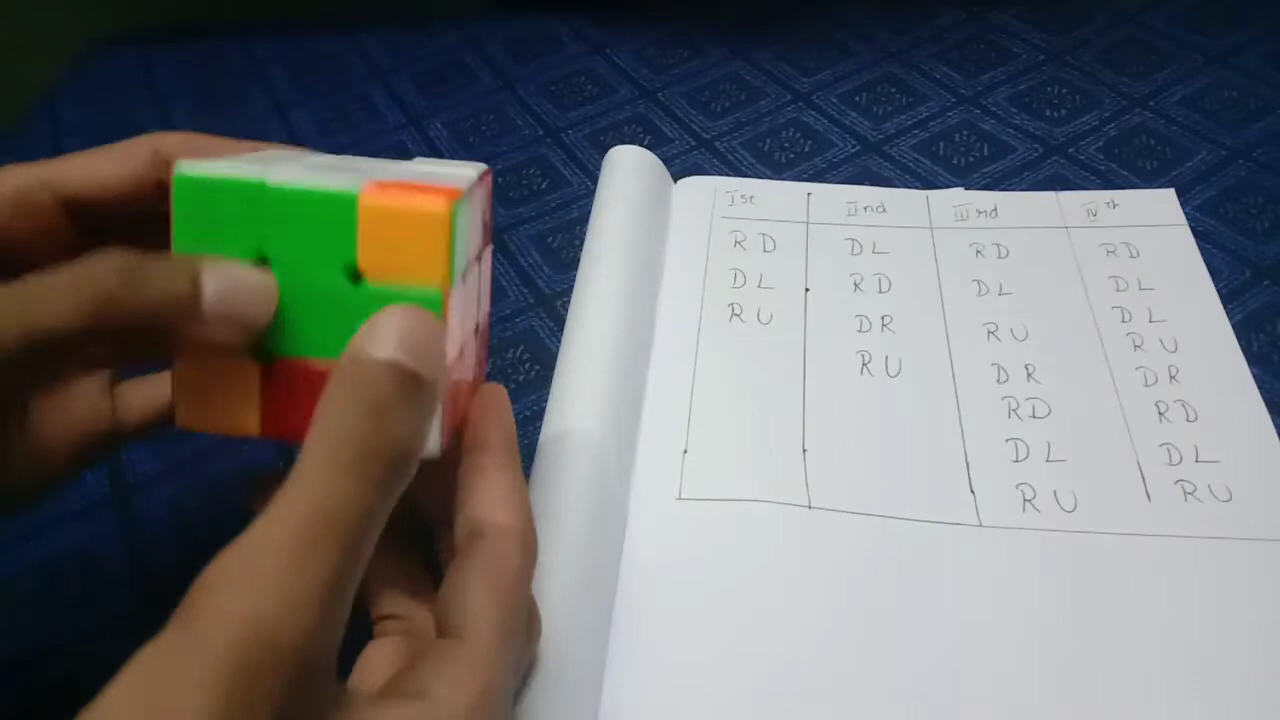 Ist IInd IIIrd IVth
RD DL RD RD
DL RD DL DL
RU DR RU DL
RU DR RU
RD DR
DL RD
RU DL
RU